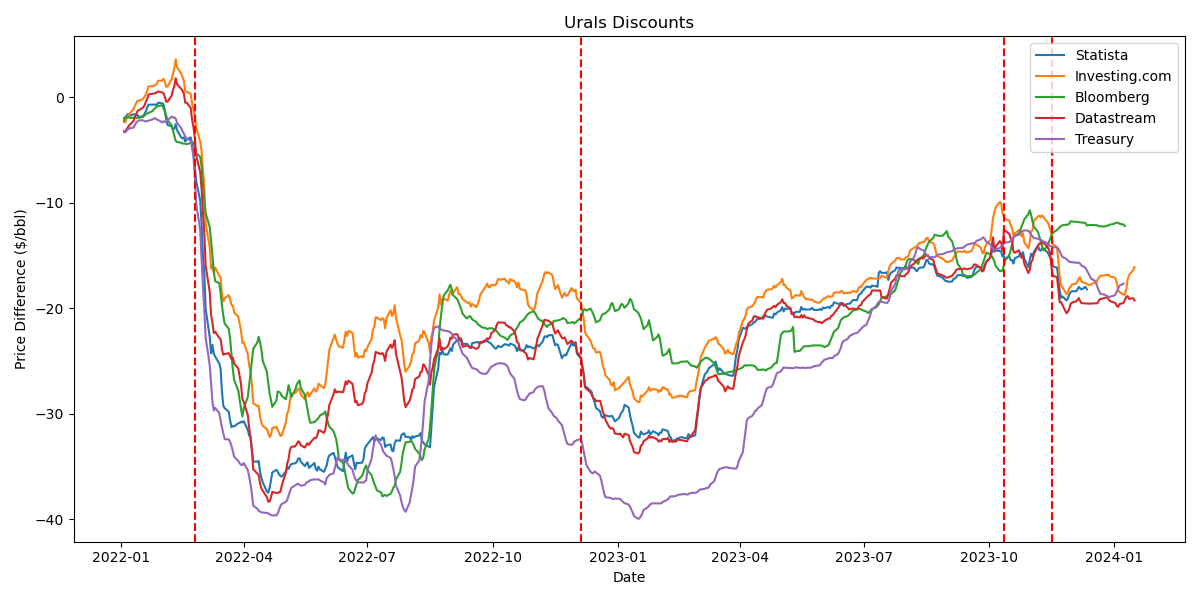 Urals Discounts
Statista
Investing.com
Bloomberg
Datastream
Treasury
Price Difference ($/bbl)
0
−10
−20
−30
−40
2022-01 2022-04 2022-07 2022-10 2023-01 2023-04 2023-07 2023-10 2024-01
Date